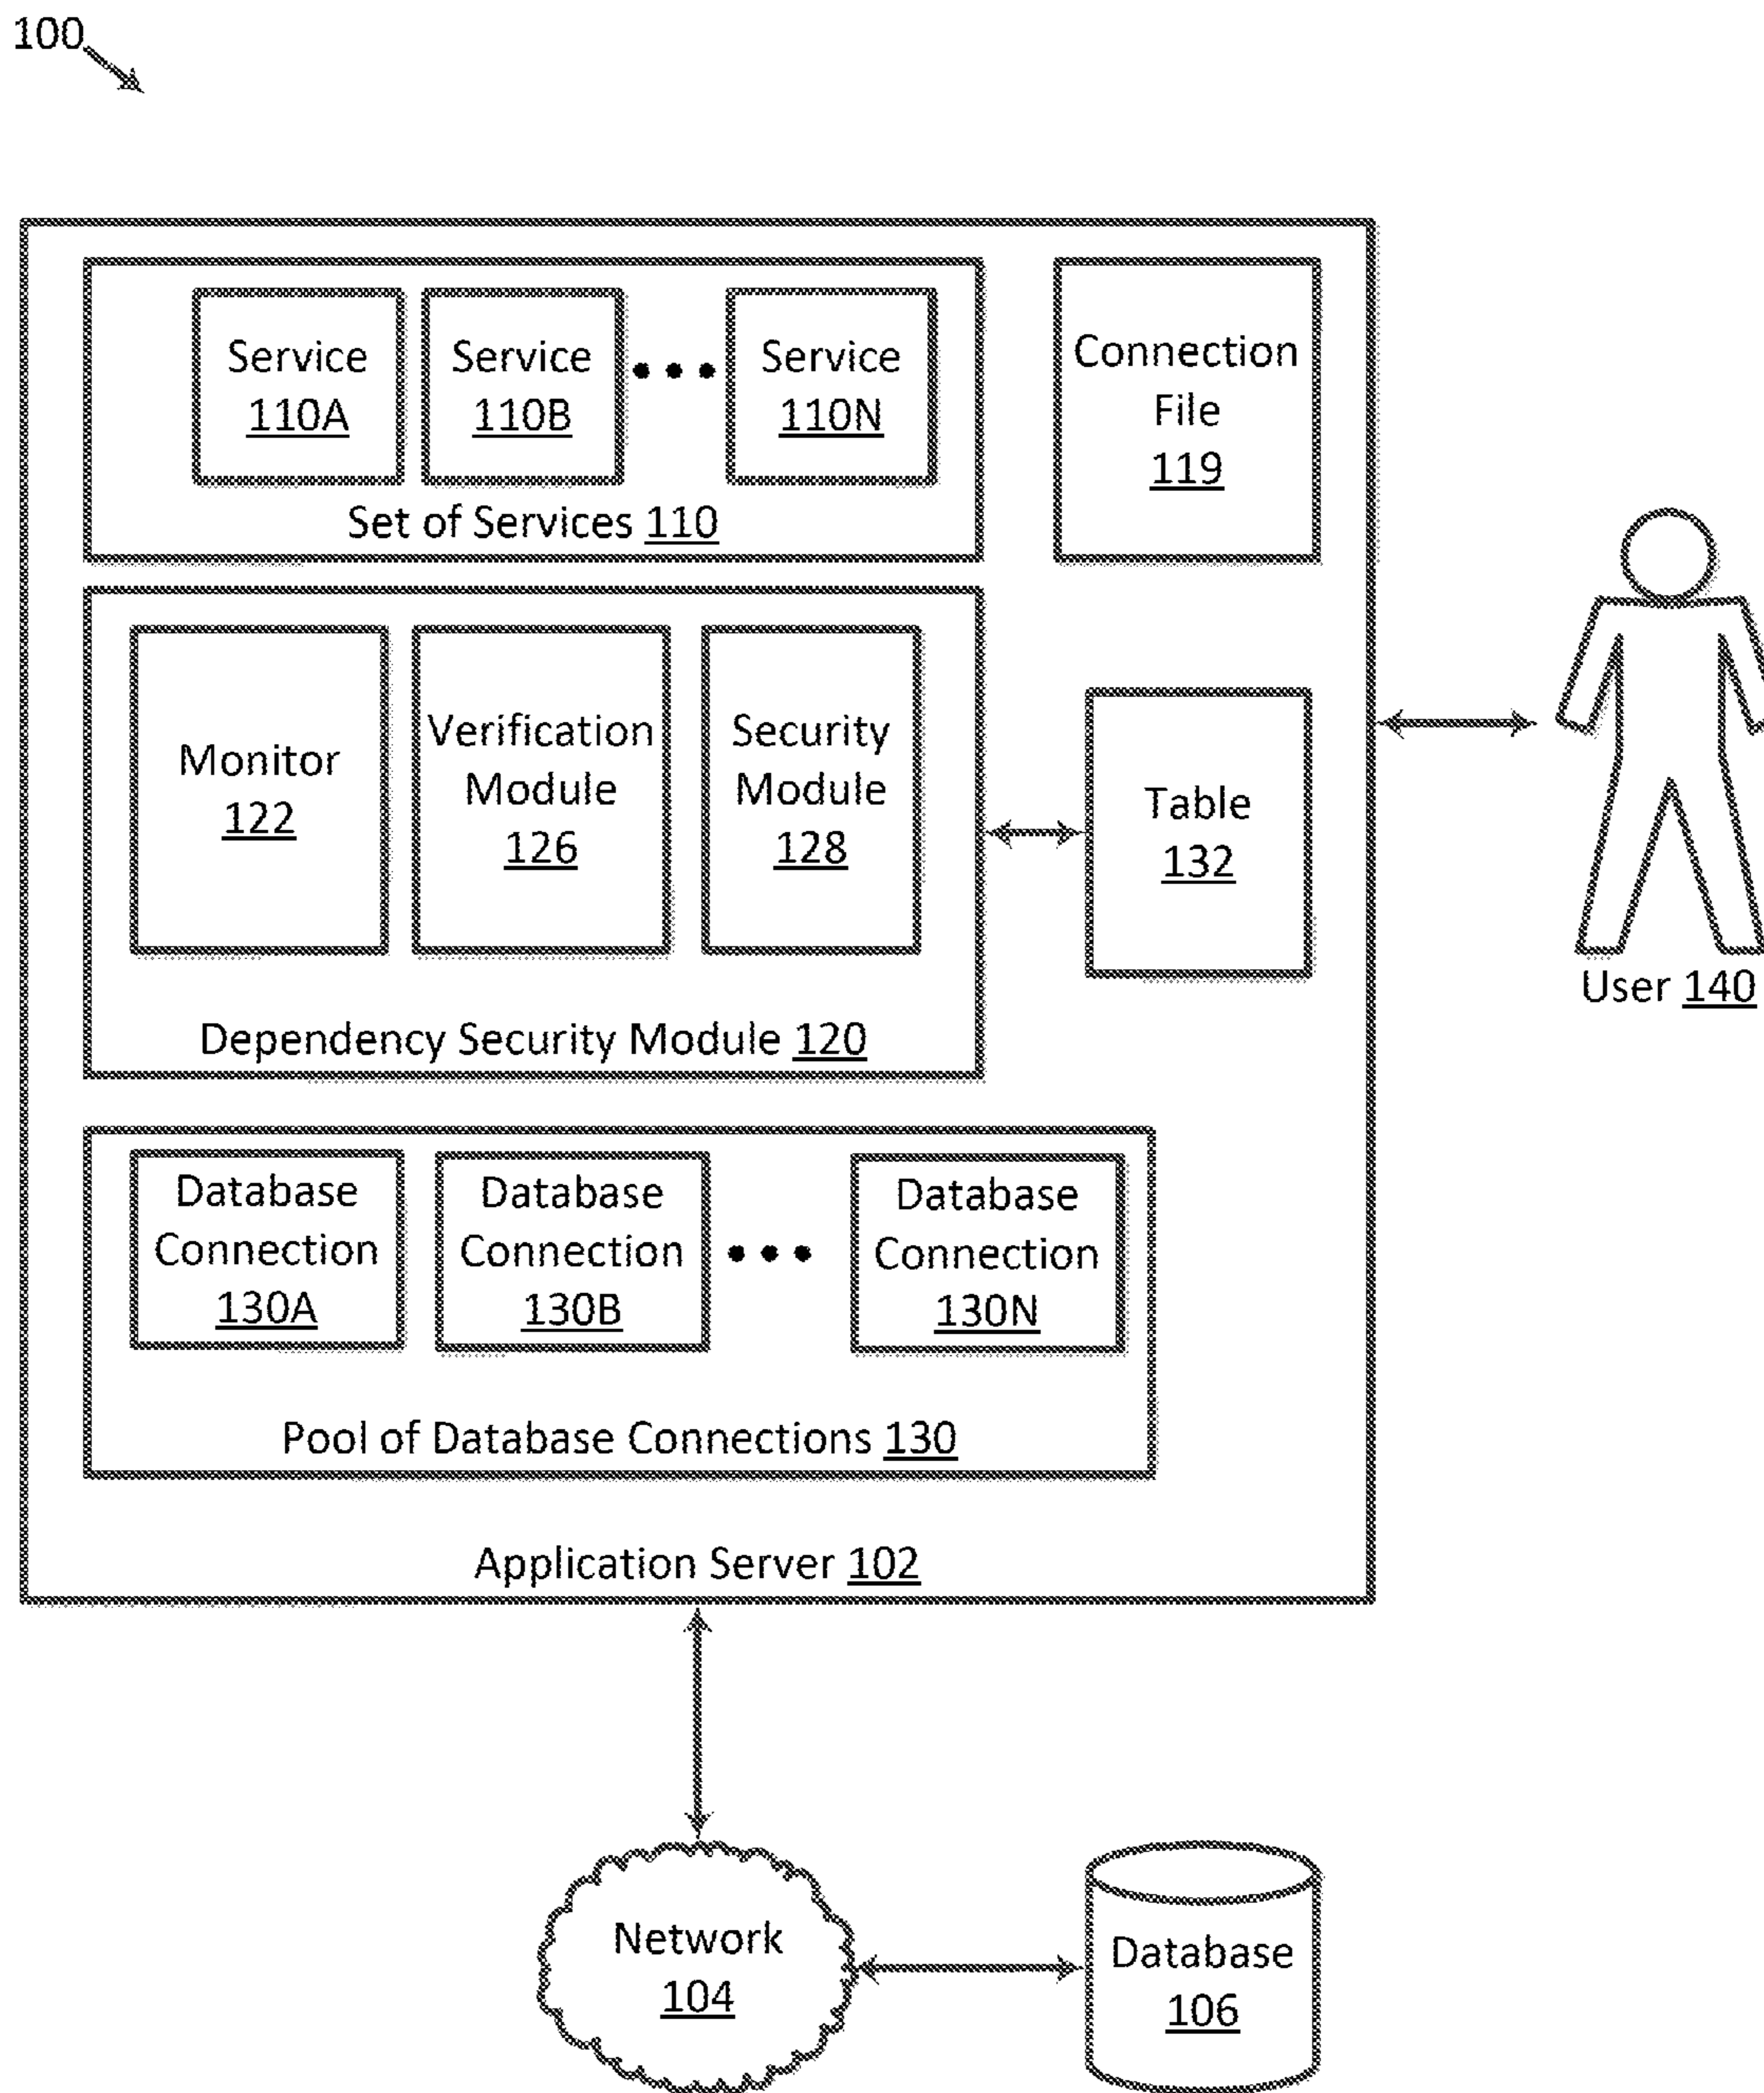 100
Service
110A
Service
110B
Service
110N
Set of Services 110
Connection
File
119
Monitor
122
Verification
Module
126
Security
Module
128
Dependency Security Module 120
Table
132
User 140
Database
Connection
130A
Database
Connection
130B
Database
Connection
130N
Pool of Database Connections 130
Application Server 102
Network
104
Database
106